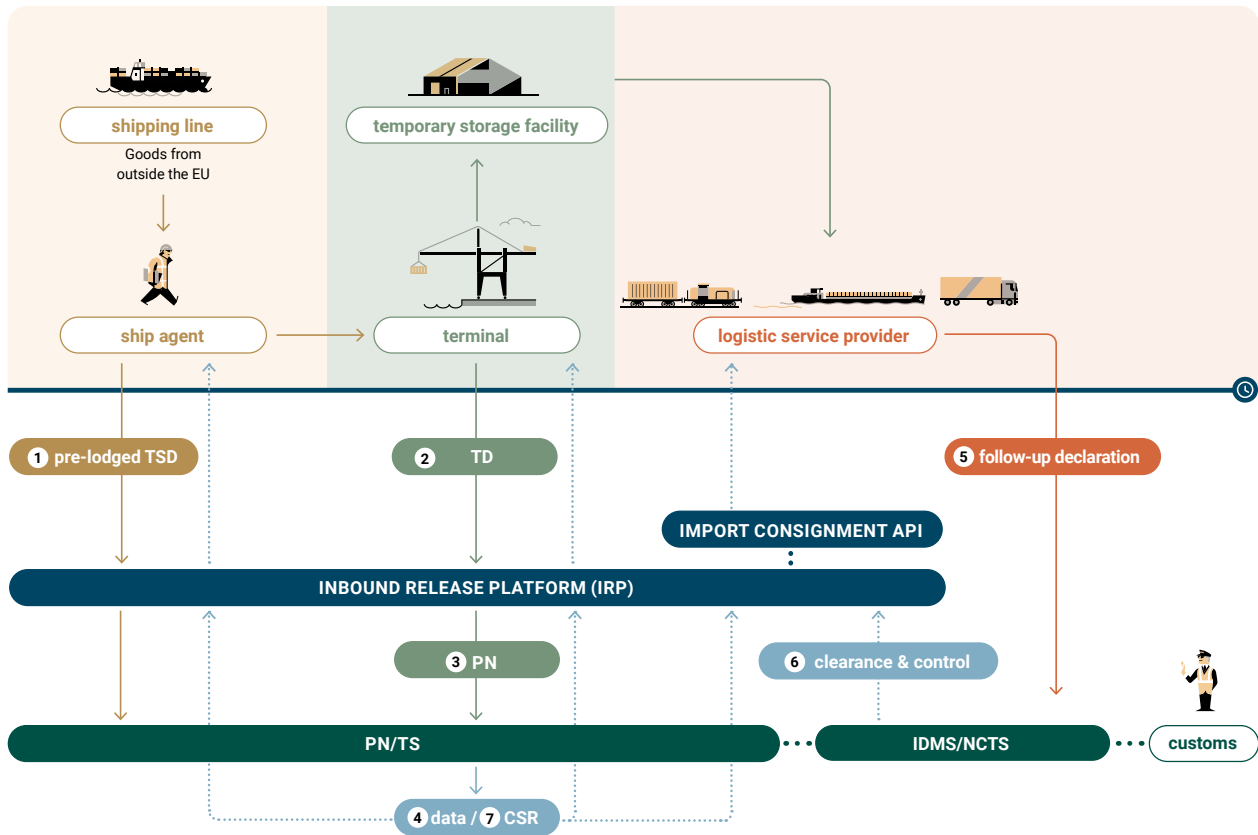 shipping line
temporary storage facility
Goods from
outside the EU
ship agent
terminal
logistic service provider
1 pre-lodged TSD
2 TD
5 follow-up declaration
IMPORT CONSIGNMENT API
INBOUND RELEASE PLATFORM (IRP)
3 PN
6 clearance & control
PN/TS
IDMS/NCTS
customs
4 data / 7 CSR